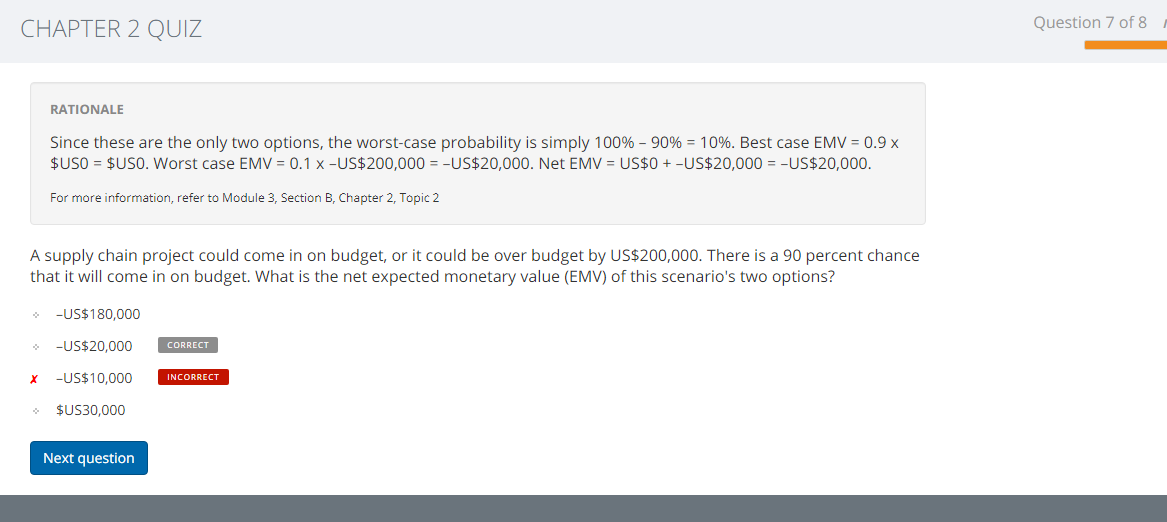 CHAPTER 2 QUIZ
Question 7 of 8
RATIONALE
Since these are the only two options, the worst-case probability is simply 100% – 90% = 10%. Best case EMV = 0.9 x
$US0 = $US0. Worst case EMV = 0.1 x –US$200,000 = –US$20,000. Net EMV = US$0 + –US$20,000 = –US$20,000.
For more information, refer to Module 3, Section B, Chapter 2, Topic 2
A supply chain project could come in on budget, or it could be over budget by US$200,000. There is a 90 percent chance
that it will come in on budget. What is the net expected monetary value (EMV) of this scenario's two options?
–US$180,000
–US$20,000 CORRECT
✗ –US$10,000 INCORRECT
$US30,000
Next question